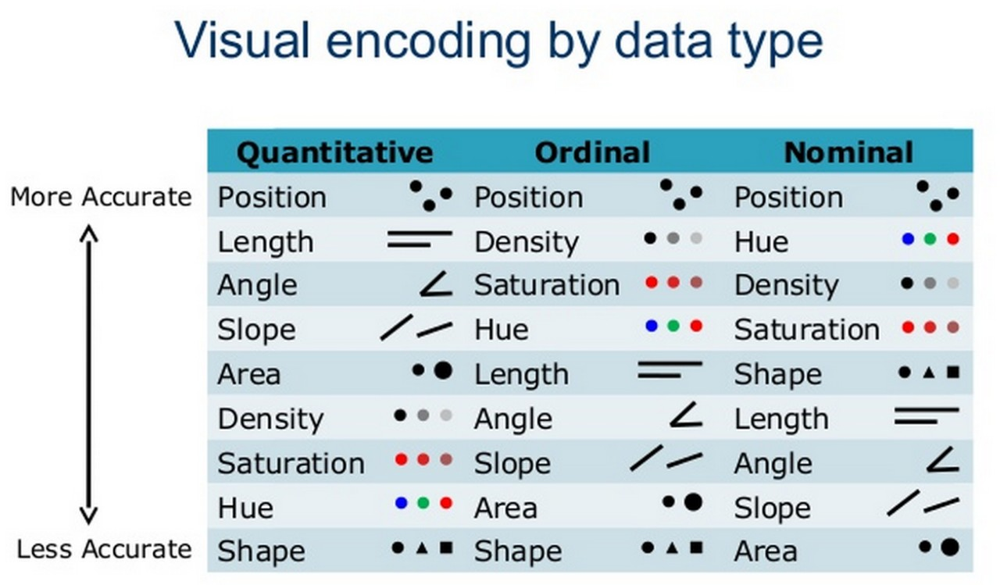 Visual encoding by data type
Quantitative Ordinal Nominal
More Accurate Position Position Position
Length Density Hue
Angle Saturation Density
Slope Hue Saturation
Area Length Shape
Density Angle Length
Saturation Slope Angle
Hue Area Slope
Less Accurate Shape Shape Area